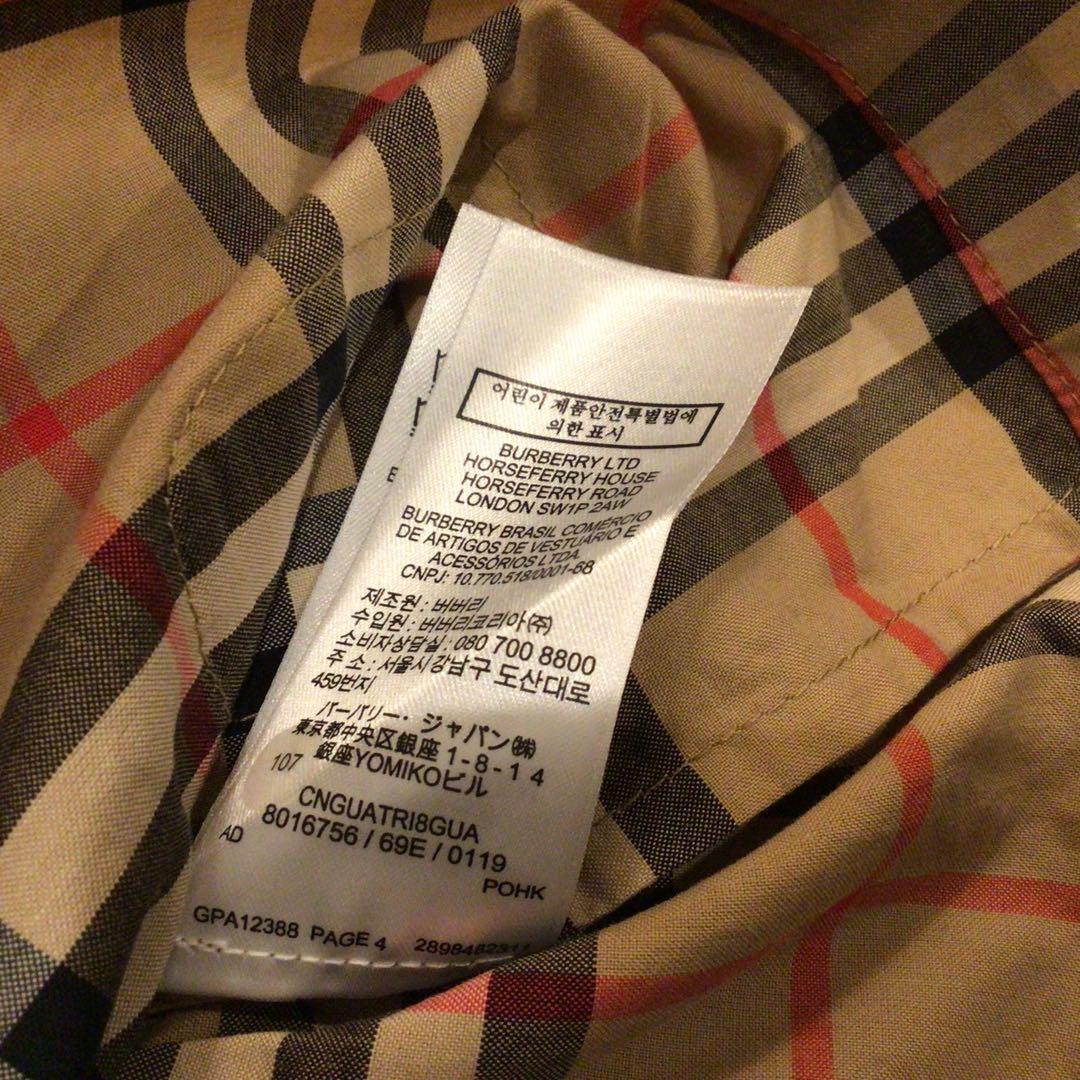 어린이 제품안전특별법에
의한 표시
BURBERRY LTD
HORSEFERRY HOUSE
HORSEFERRY ROAD
LONDON SW1P 2AW
BURBERRY BRASIL COMÉRCIO
DE ARTIGOS DE VESTUÁRIO E
ACESSÓRIOS LTDA.
CNPJ: 10.770.518/0001-68
제조원 : 버버리
수입원 : 버버리코리아㈜
소비자상담실 : 080 700 8800
주 소 : 서울시강남구 도산대로
459번지
バーバリー・ジャパン㈱
東京都中央区銀座 1-8-14
107 銀座YOMIKOビル
CNGUATRI8GUA
8016756 / 69E / 0119
AD
POHK
GPA12388 PAGE 4